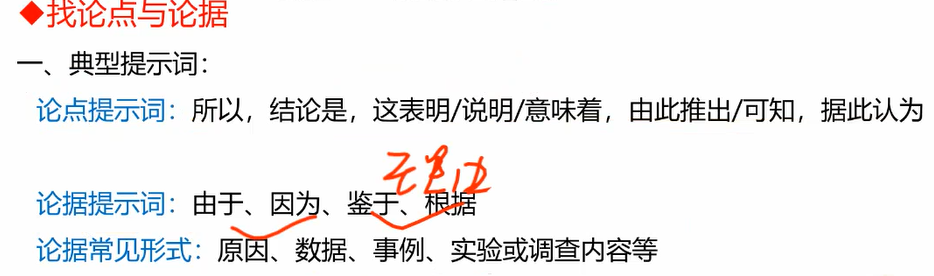 ◆找论点与论据
一、典型提示词：
论点提示词：所以，结论是，这表明/说明/意味着，由此推出/可知，据此认为
论据提示词：由于、因为、鉴于、根据
论据常见形式：原因、数据、事例、实验或调查内容等